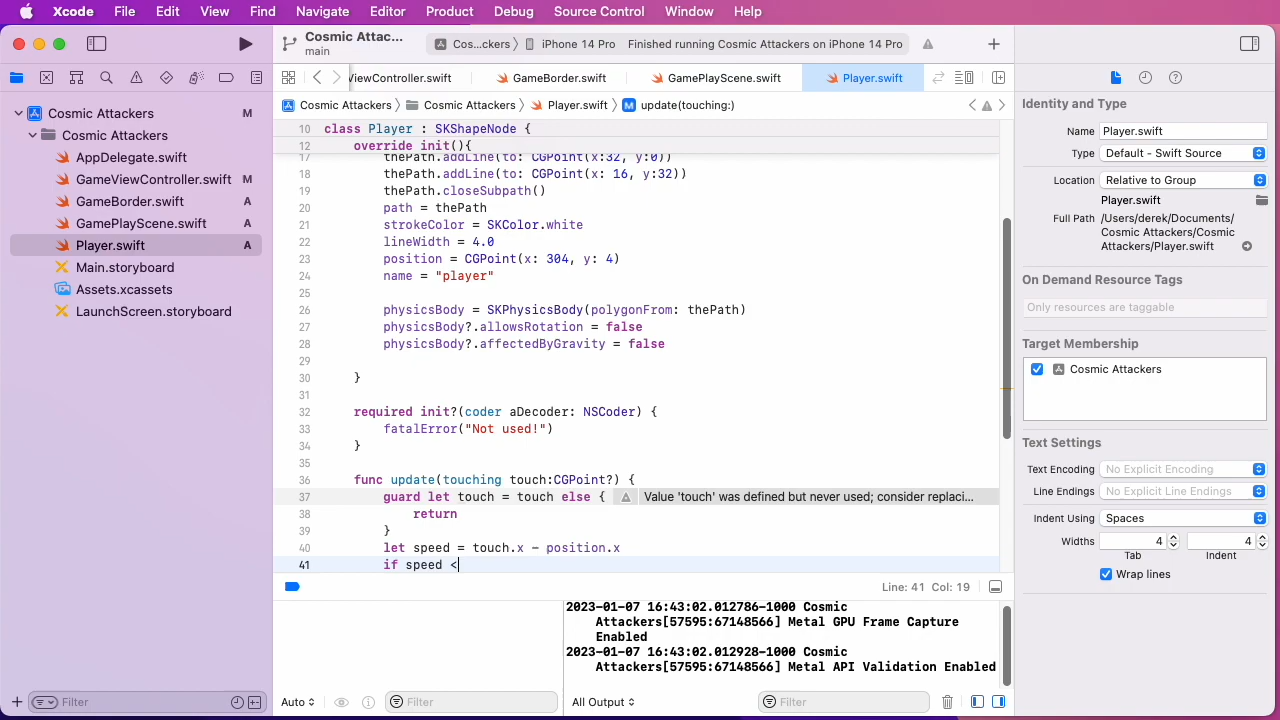 Xcode File Edit View Find Navigate Editor Product Debug Source Control Window Help
Cosmic Attac...
main
Cos...ckers
iPhone 14 Pro
Finished running Cosmic Attackers on iPhone 14 Pro
ViewController.swift
GameBorder.swift
GamePlayScene.swift
Player.swift
Cosmic Attackers
Cosmic Attackers
Player.swift
M update(touching:)
Cosmic Attackers M
Cosmic Attackers
AppDelegate.swift
GameViewController.swift M
GameBorder.swift A
GamePlayScene.swift A
Player.swift A
Main.storyboard
Assets.xcassets
LaunchScreen.storyboard
Filter
10 class Player : SKShapeNode {
12 override init(){
17 thePath.addLine(to: CGPoint(x:32, y:0))
18 thePath.addLine(to: CGPoint(x: 16, y:32))
19 thePath.closeSubpath()
20 path = thePath
21 strokeColor = SKColor.white
22 lineWidth = 4.0
23 position = CGPoint(x: 304, y: 4)
24 name = "player"
25
26 physicsBody = SKPhysicsBody(polygonFrom: thePath)
27 physicsBody?.allowsRotation = false
28 physicsBody?.affectedByGravity = false
29
30 }
31
32 required init?(coder aDecoder: NSCoder) {
33 fatalError("Not used!")
34 }
35
36 func update(touching touch:CGPoint?) {
37 guard let touch = touch else { Value 'touch' was defined but never used; consider replaci...
38 return
39 }
40 let speed = touch.x - position.x
41 if speed <
Line: 41 Col: 19
2023-01-07 16:43:02.012786-1000 Cosmic
Attackers[57595:67148566] Metal GPU Frame Capture
Enabled
2023-01-07 16:43:02.012928-1000 Cosmic
Attackers[57595:67148566] Metal API Validation Enabled
Auto
Filter
All Output
Filter
Identity and Type
Name Player.swift
Type Default - Swift Source
Location Relative to Group
Player.swift
Full Path /Users/derek/Documents/
Cosmic Attackers/Cosmic
Attackers/Player.swift
On Demand Resource Tags
Only resources are taggable
Target Membership
Cosmic Attackers
Text Settings
Text Encoding No Explicit Encoding
Line Endings No Explicit Line Endings
Indent Using Spaces
Widths 4 4
Tab Indent
Wrap lines